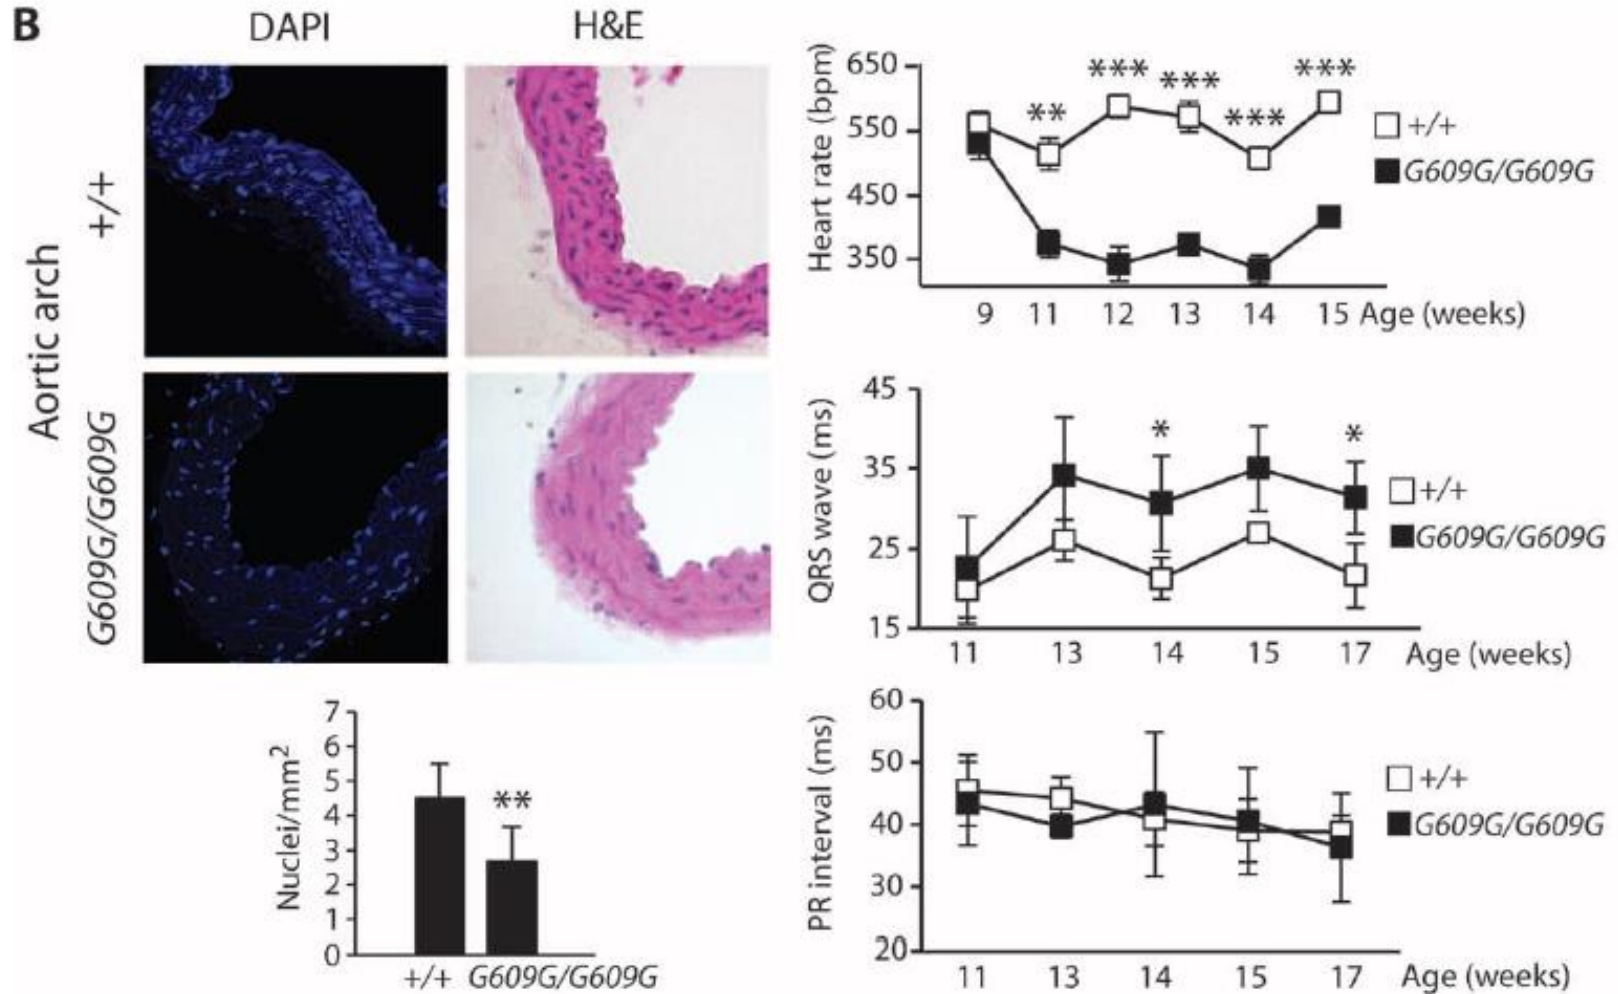 B
DAPI
H&E
Aortic arch
+/+
G609G/G609G
Nuclei/mm²
7
6
5
4
3
2
1
0
**
+/+ G609G/G609G
Heart rate (bpm)
650
550
450
350
** *** *** *** ***
+/+
G609G/G609G
9 11 12 13 14 15 Age (weeks)
QRS wave (ms)
45
35
25
15
* *
+/+
G609G/G609G
11 13 14 15 17 Age (weeks)
PR interval (ms)
60
50
40
30
20
+/+
G609G/G609G
11 13 14 15 17 Age (weeks)